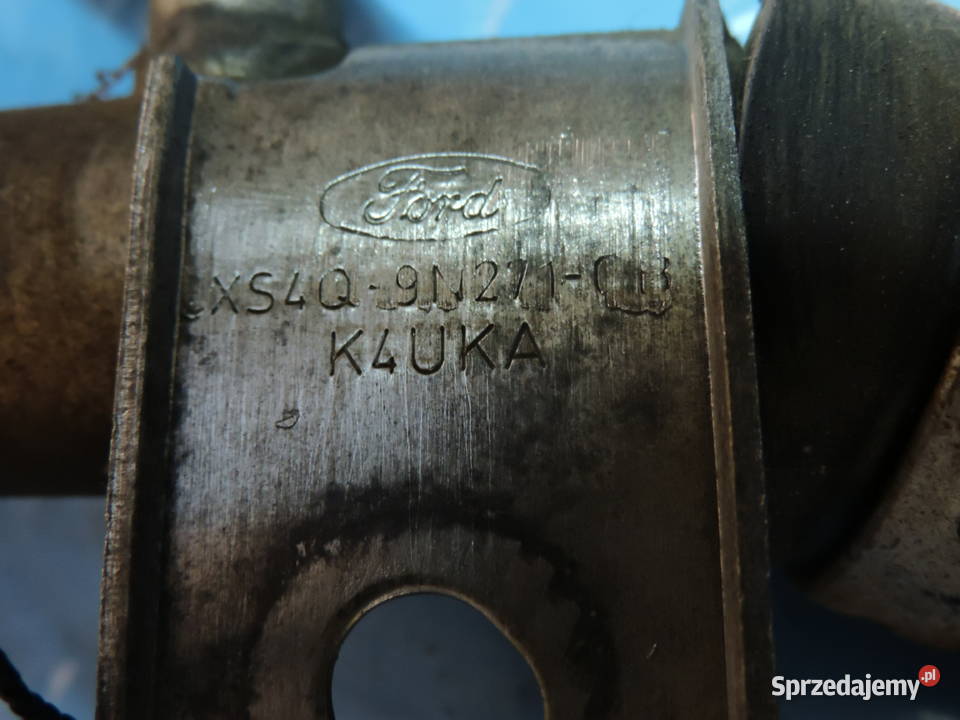 Ford
XS4Q-9N271-
K4UKA
Sprzedajemy.pl